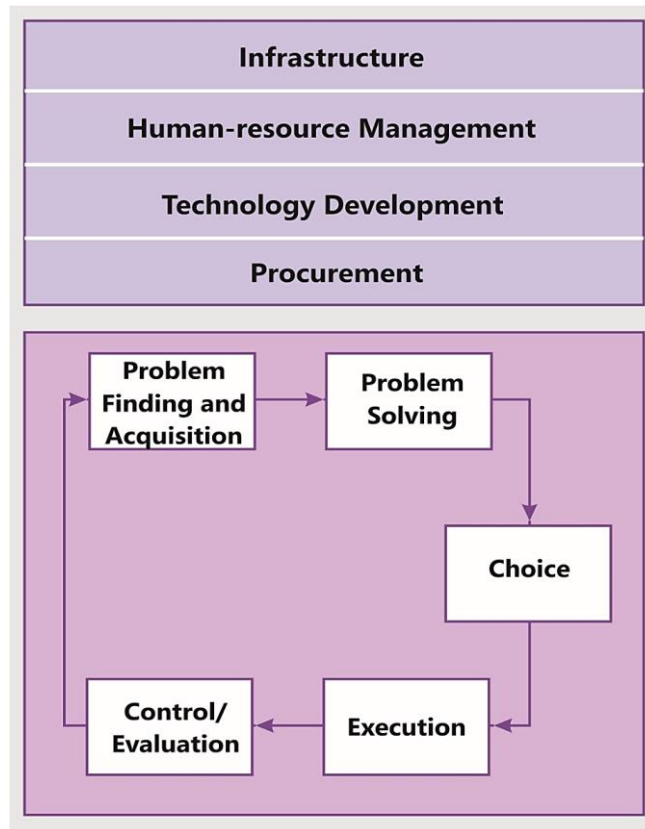 Infrastructure
Human-resource Management
Technology Development
Procurement
Problem
Finding and
Acquisition
Problem
Solving
Choice
Execution
Control/
Evaluation